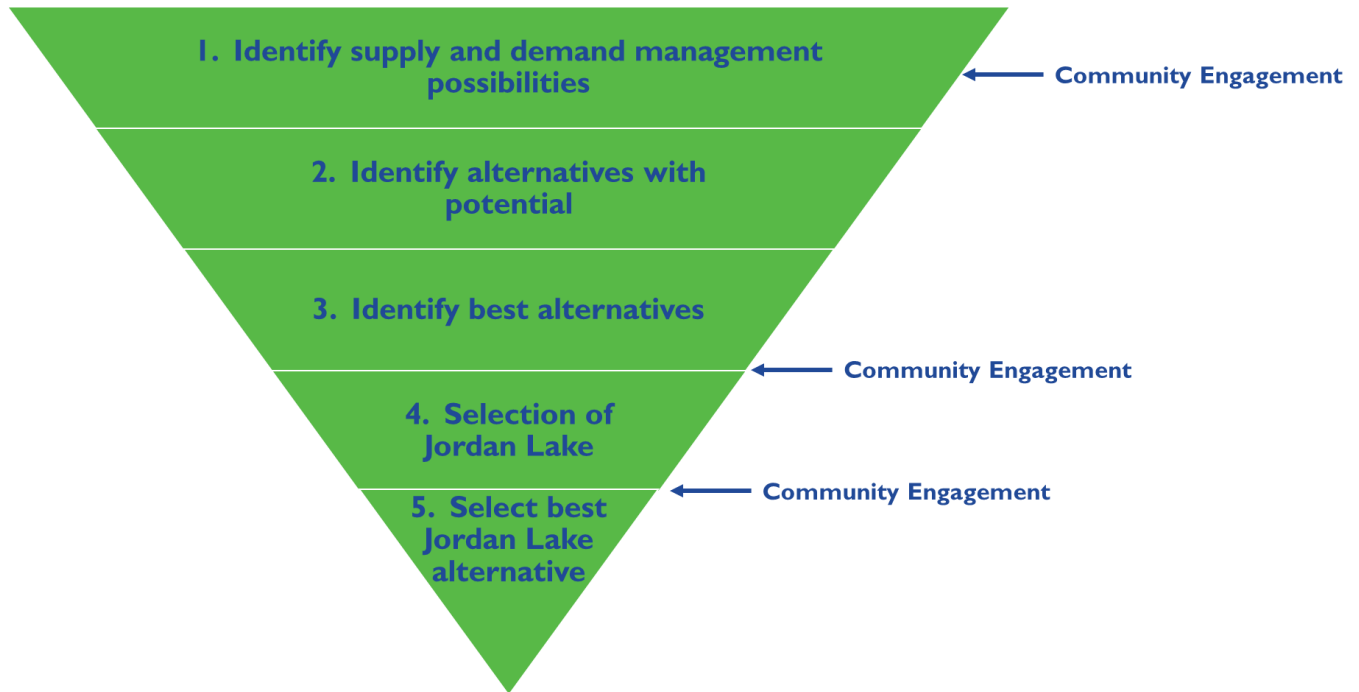 1. Identify supply and demand management
possibilities
Community Engagement
2. Identify alternatives with
potential
3. Identify best alternatives
Community Engagement
4. Selection of
Jordan Lake
Community Engagement
5. Select best
Jordan Lake
alternative